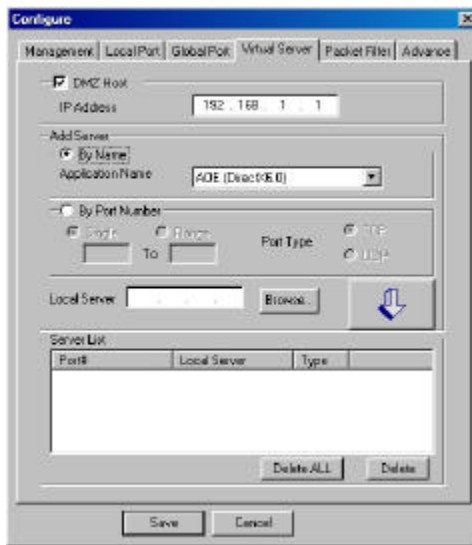 Configure
Management Local Port Global Port Virtual Server Packet Filter Advance
DMZ Host
IP Address 192 . 168 . 1 . 1
Add Server
By Name
Application Name AOE (DirectX6.0)
By Port Number
Single Range Port Type TCP
To UDP
Local Server . . . Browse...
Server List
Port# Local Server Type
Delete ALL Delete
Save Cancel